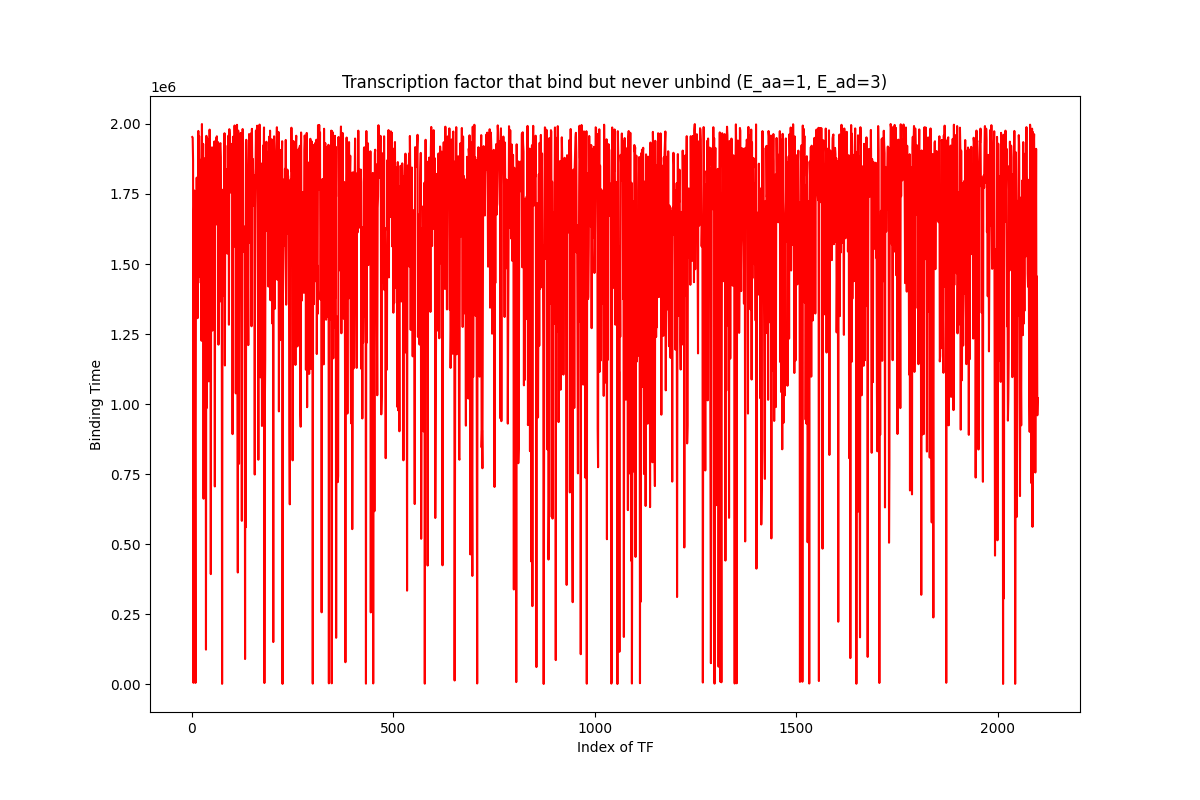 Transcription factor that bind but never unbind (E_aa=1, E_ad=3)
1e6
2.00
1.75
1.50
1.25
1.00
0.75
0.50
0.25
0.00
Binding Time
0 500 1000 1500 2000
Index of TF